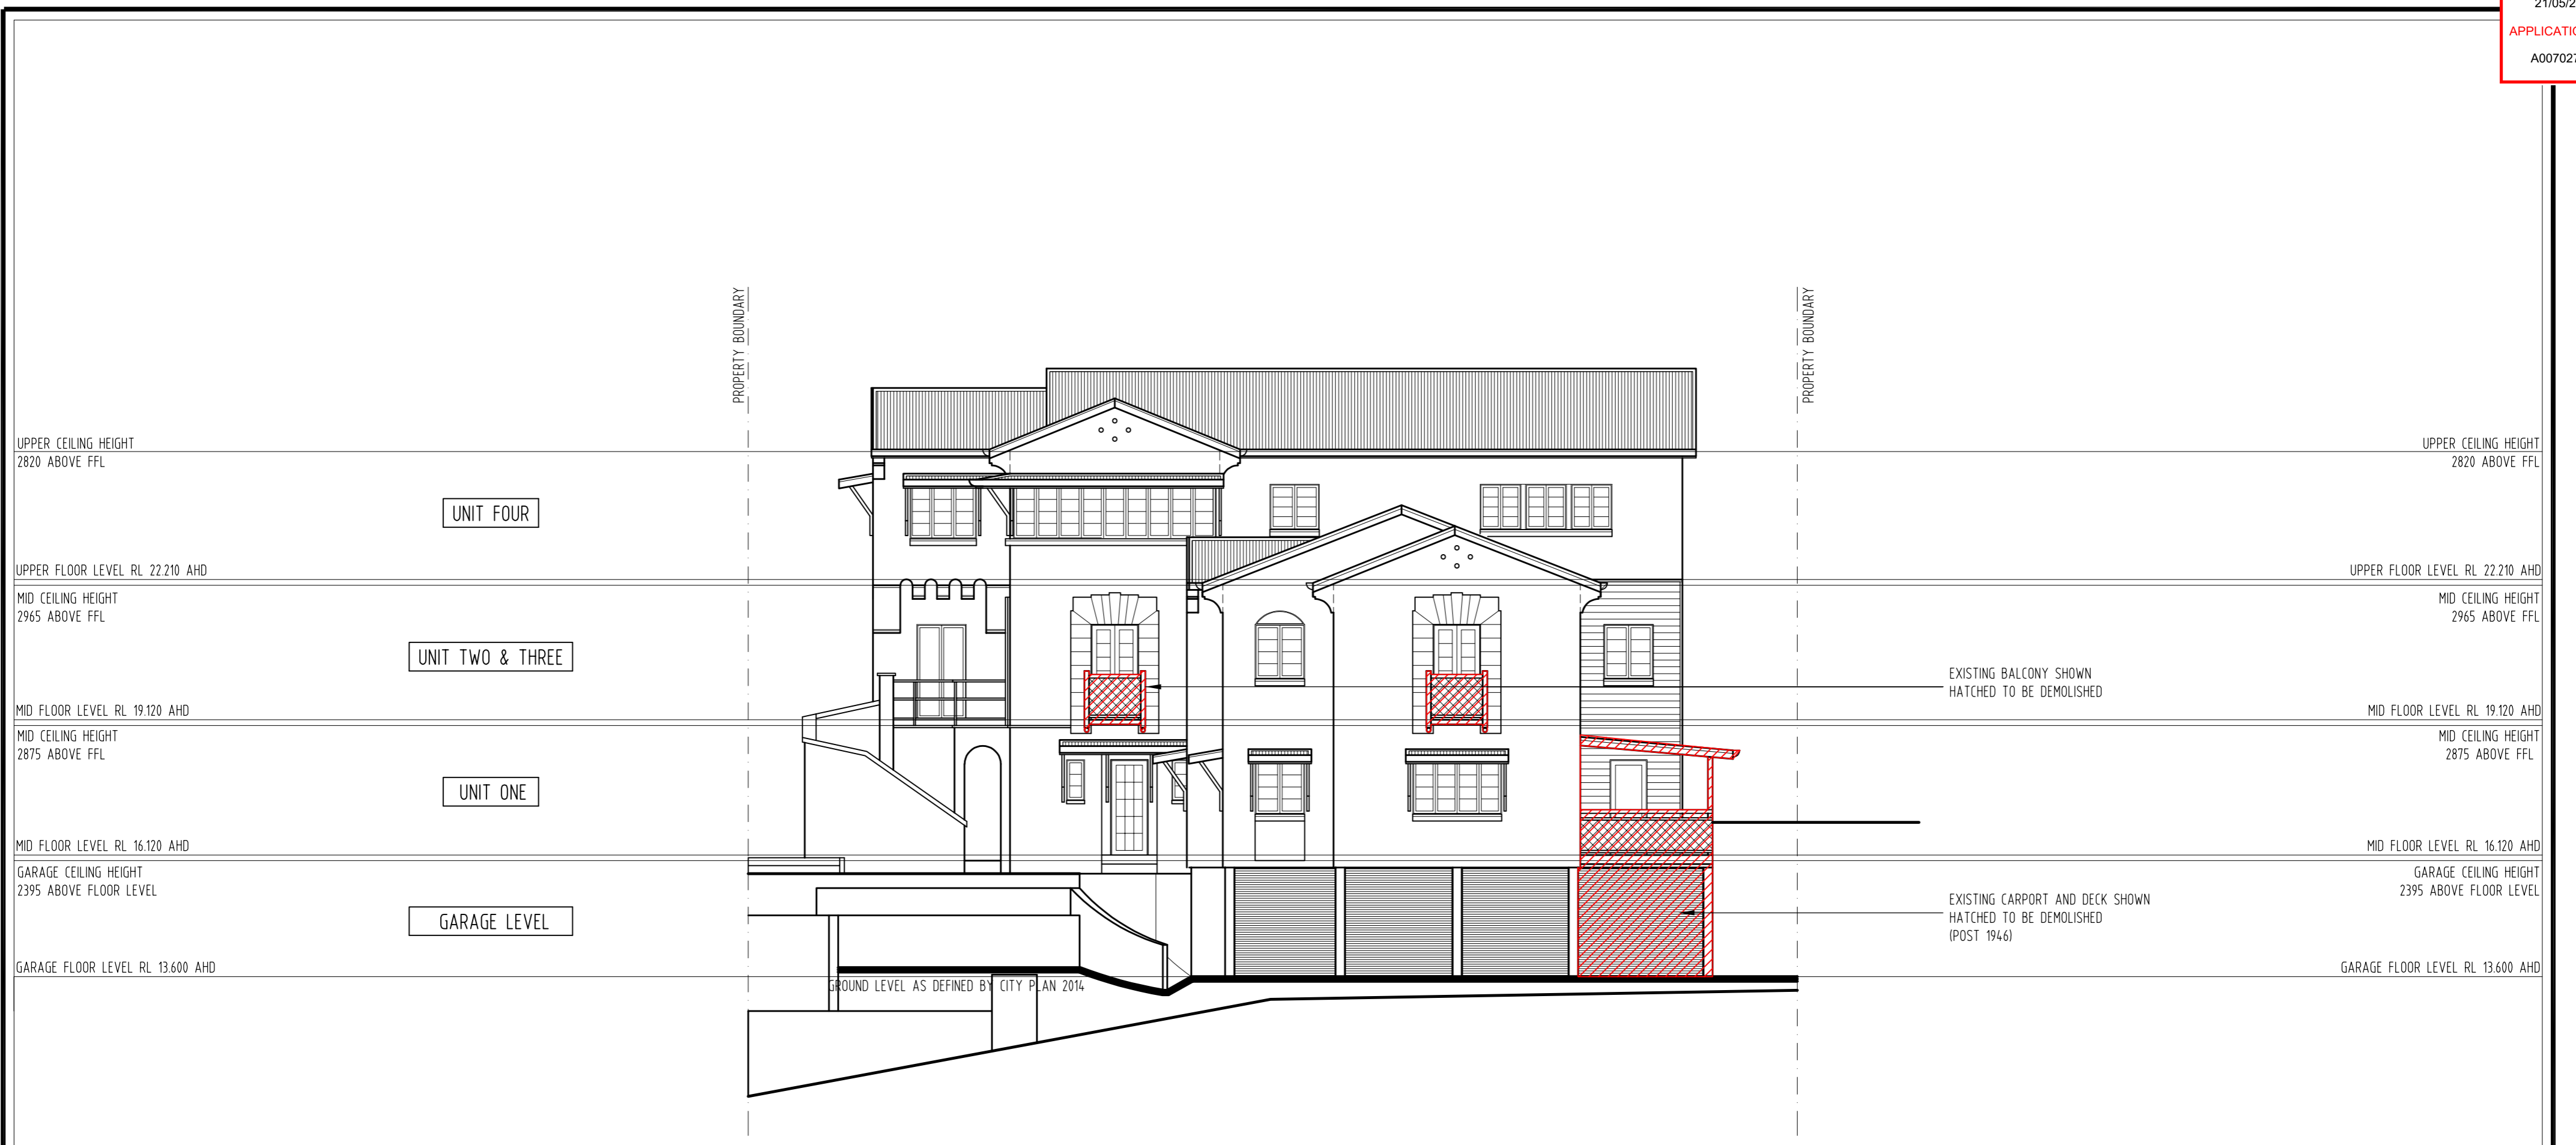 21/05/2
APPLICATIO
A007027
PROPERTY BOUNDARY
PROPERTY BOUNDARY
UPPER CEILING HEIGHT
2820 ABOVE FFL
UPPER CEILING HEIGHT
2820 ABOVE FFL
UNIT FOUR
UPPER FLOOR LEVEL RL 22.210 AHD
UPPER FLOOR LEVEL RL 22.210 AHD
MID CEILING HEIGHT
2965 ABOVE FFL
MID CEILING HEIGHT
2965 ABOVE FFL
UNIT TWO & THREE
EXISTING BALCONY SHOWN
HATCHED TO BE DEMOLISHED
MID FLOOR LEVEL RL 19.120 AHD
MID FLOOR LEVEL RL 19.120 AHD
MID CEILING HEIGHT
2875 ABOVE FFL
MID CEILING HEIGHT
2875 ABOVE FFL
UNIT ONE
MID FLOOR LEVEL RL 16.120 AHD
MID FLOOR LEVEL RL 16.120 AHD
GARAGE CEILING HEIGHT
2395 ABOVE FLOOR LEVEL
GARAGE CEILING HEIGHT
2395 ABOVE FLOOR LEVEL
GARAGE LEVEL
EXISTING CARPORT AND DECK SHOWN
HATCHED TO BE DEMOLISHED
(POST 1946)
GARAGE FLOOR LEVEL RL 13.600 AHD
GARAGE FLOOR LEVEL RL 13.600 AHD
GROUND LEVEL AS DEFINED BY CITY PLAN 2014